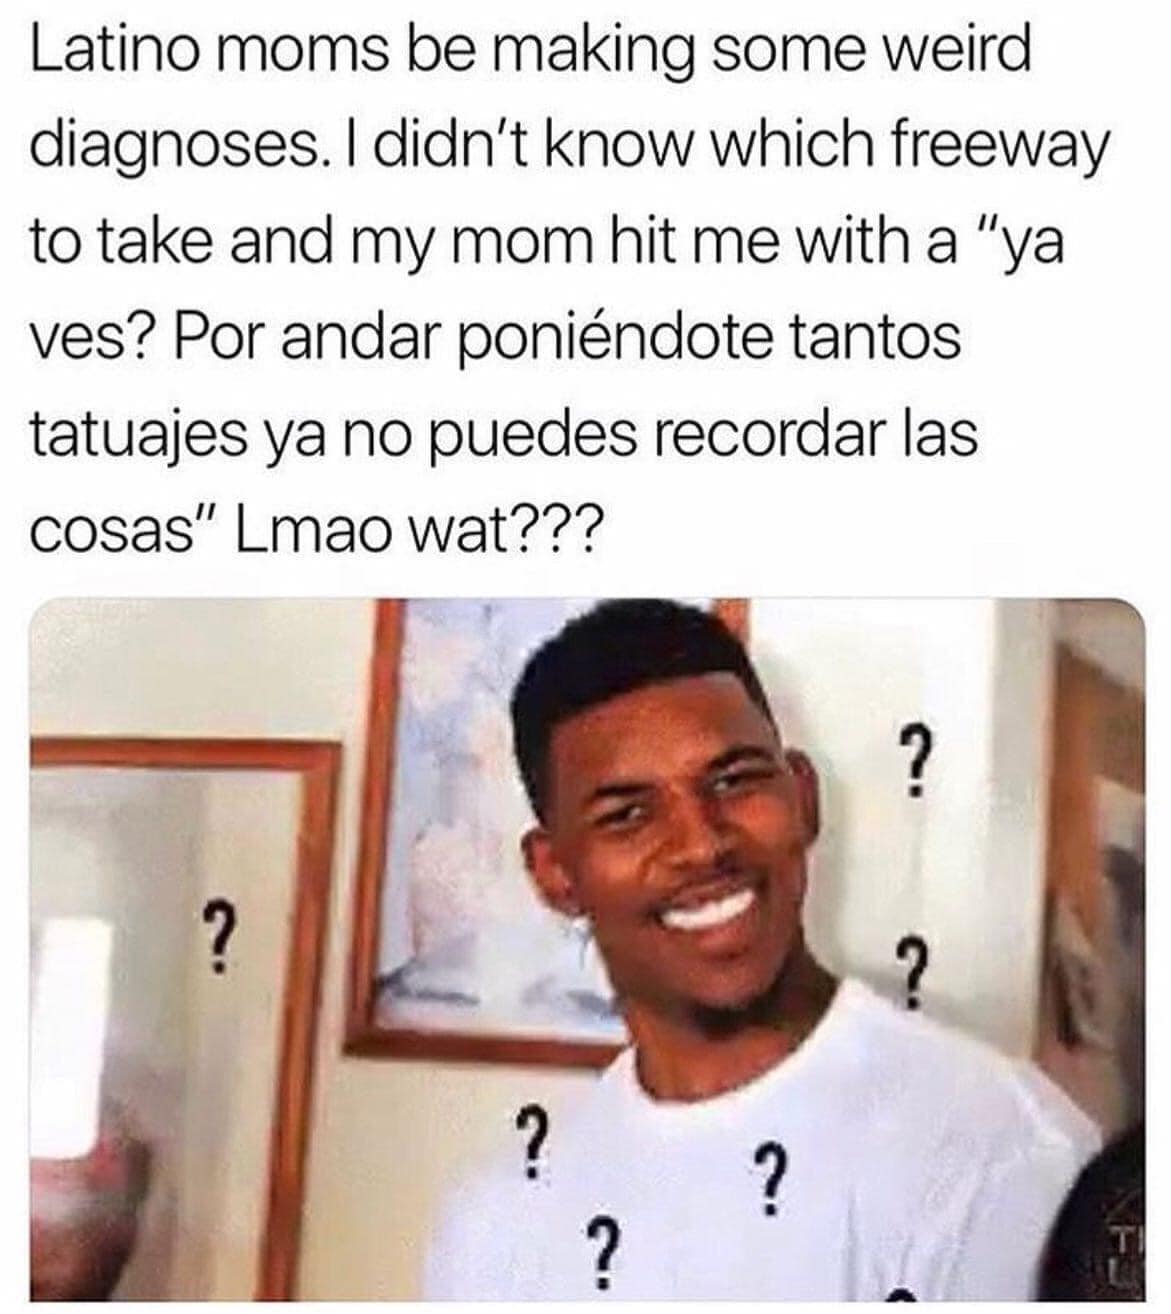 Latino moms be making some weird
diagnoses. I didn't know which freeway
to take and my mom hit me with a "ya
ves? Por andar poniéndote tantos
tatuajes ya no puedes recordar las
cosas" Lmao wat???
?
?
?
?
?
?
TI
L